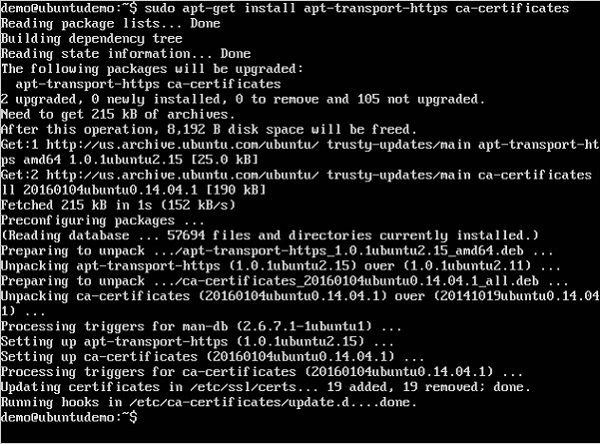 demo@ubuntudemo:~$ sudo apt-get install apt-transport-https ca-certificates
Reading package lists... Done
Building dependency tree
Reading state information... Done
The following packages will be upgraded:
  apt-transport-https ca-certificates
2 upgraded, 0 newly installed, 0 to remove and 105 not upgraded.
Need to get 215 kB of archives.
After this operation, 8,192 B disk space will be freed.
Get:1 http://us.archive.ubuntu.com/ubuntu/ trusty-updates/main apt-transport-ht
ps amd64 1.0.1ubuntu2.15 [25.0 kB]
Get:2 http://us.archive.ubuntu.com/ubuntu/ trusty-updates/main ca-certificates
ll 20160104ubuntu0.14.04.1 [190 kB]
Fetched 215 kB in 1s (152 kB/s)
Preconfiguring packages ...
(Reading database ... 57694 files and directories currently installed.)
Preparing to unpack .../apt-transport-https_1.0.1ubuntu2.15_amd64.deb ...
Unpacking apt-transport-https (1.0.1ubuntu2.15) over (1.0.1ubuntu2.11) ...
Preparing to unpack .../ca-certificates_20160104ubuntu0.14.04.1_all.deb ...
Unpacking ca-certificates (20160104ubuntu0.14.04.1) over (20141019ubuntu0.14.04
1) ...
Processing triggers for man-db (2.6.7.1-1ubuntu1) ...
Setting up apt-transport-https (1.0.1ubuntu2.15) ...
Setting up ca-certificates (20160104ubuntu0.14.04.1) ...
Processing triggers for ca-certificates (20160104ubuntu0.14.04.1) ...
Updating certificates in /etc/ssl/certs... 19 added, 19 removed; done.
Running hooks in /etc/ca-certificates/update.d....done.
demo@ubuntudemo:~$